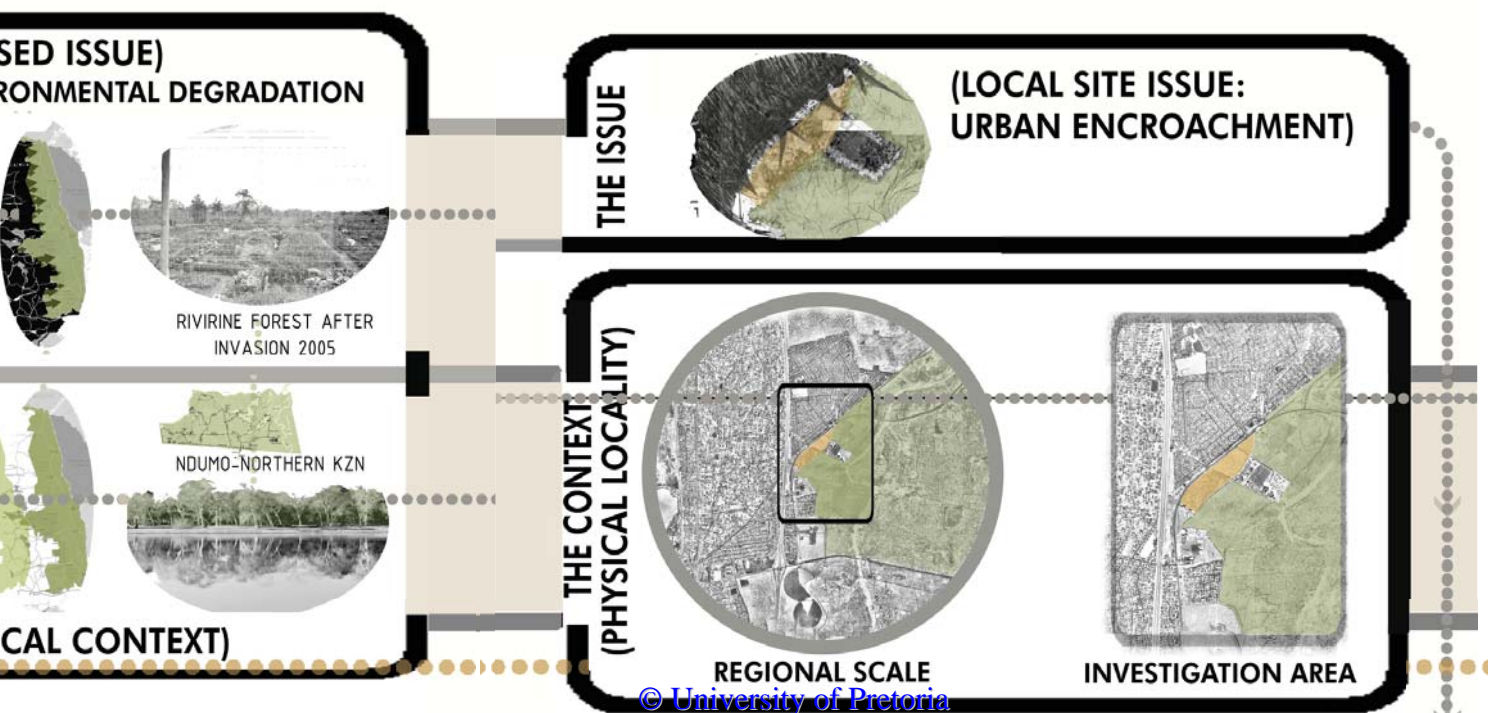 SED ISSUE)
RONMENTAL DEGRADATION
RIVIRINE FOREST AFTER
INVASION 2005
NDUMO-NORTHERN KZN
CAL CONTEXT)
THE ISSUE
(LOCAL SITE ISSUE:
URBAN ENCROACHMENT)
THE CONTEXT
(PHYSICAL LOCALITY)
REGIONAL SCALE
INVESTIGATION AREA
© University of Pretoria